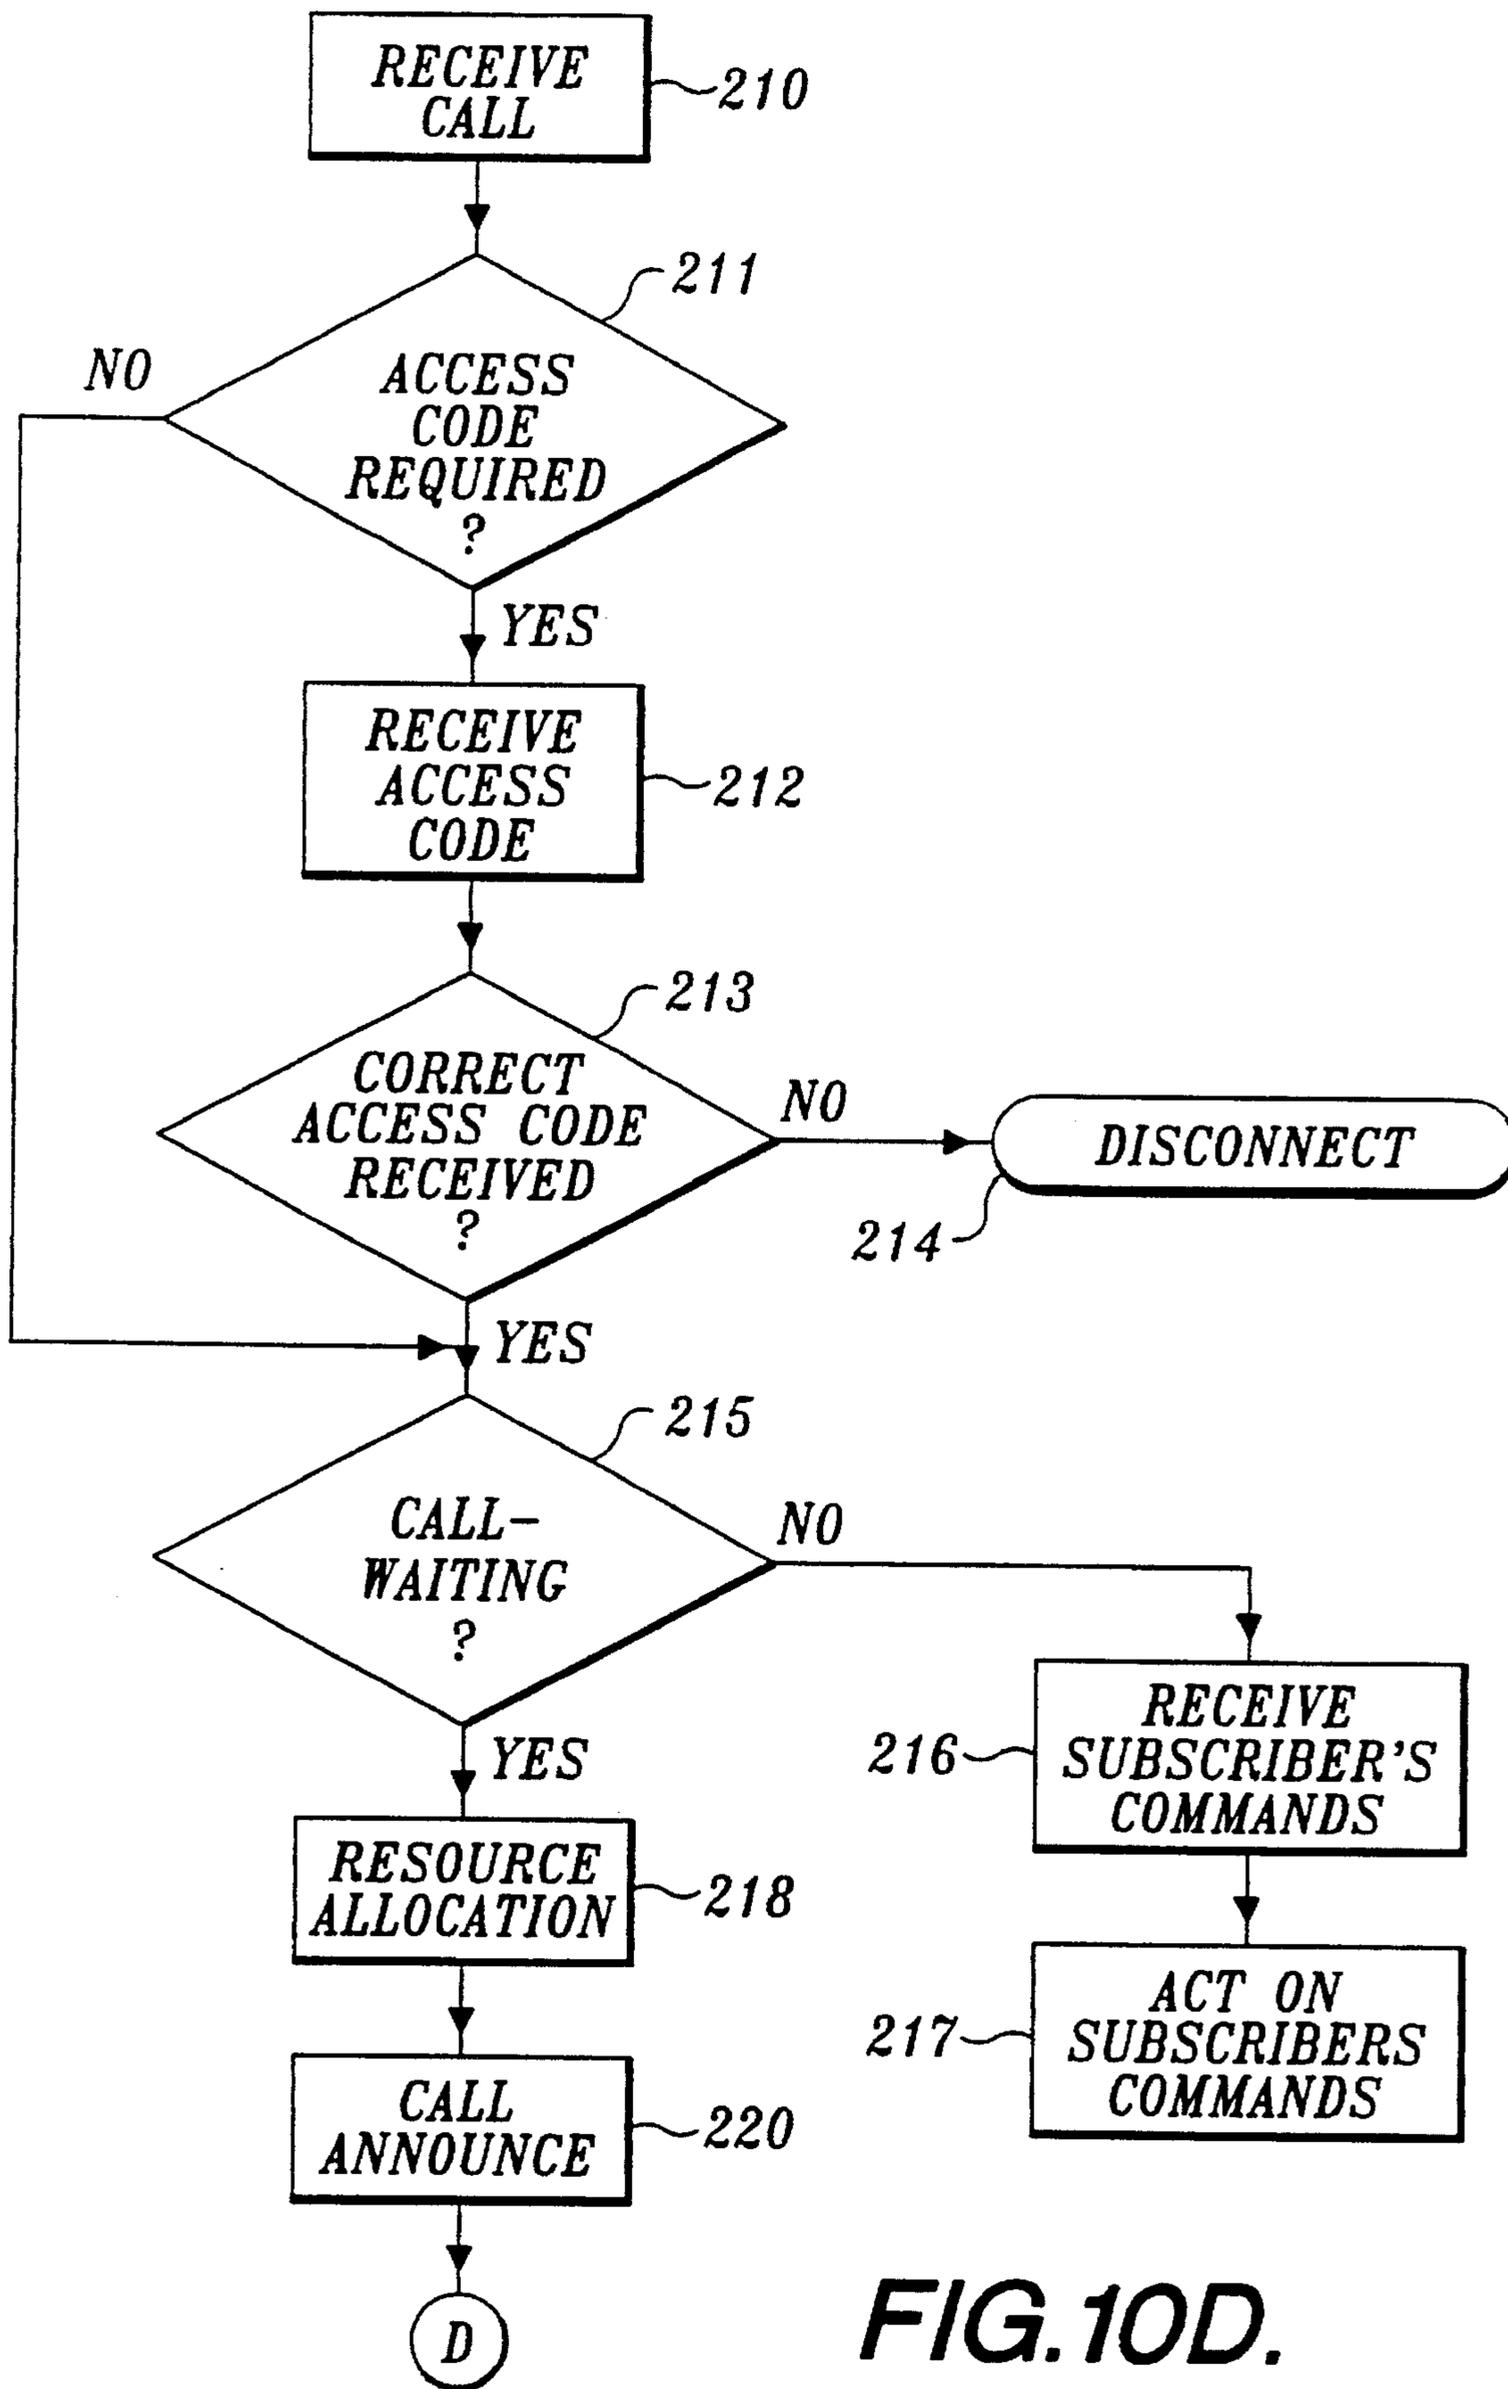 RECEIVE
CALL
210
211
NO
ACCESS
CODE
REQUIRED
?
YES
RECEIVE
ACCESS
CODE
212
213
CORRECT
ACCESS CODE
RECEIVED
?
NO
DISCONNECT
214
YES
215
CALL-
WAITING
?
NO
RECEIVE
SUBSCRIBER'S
COMMANDS
216
YES
RESOURCE
ALLOCATION
218
ACT ON
SUBSCRIBERS
COMMANDS
217
CALL
ANNOUNCE
220
D
FIG.10D.